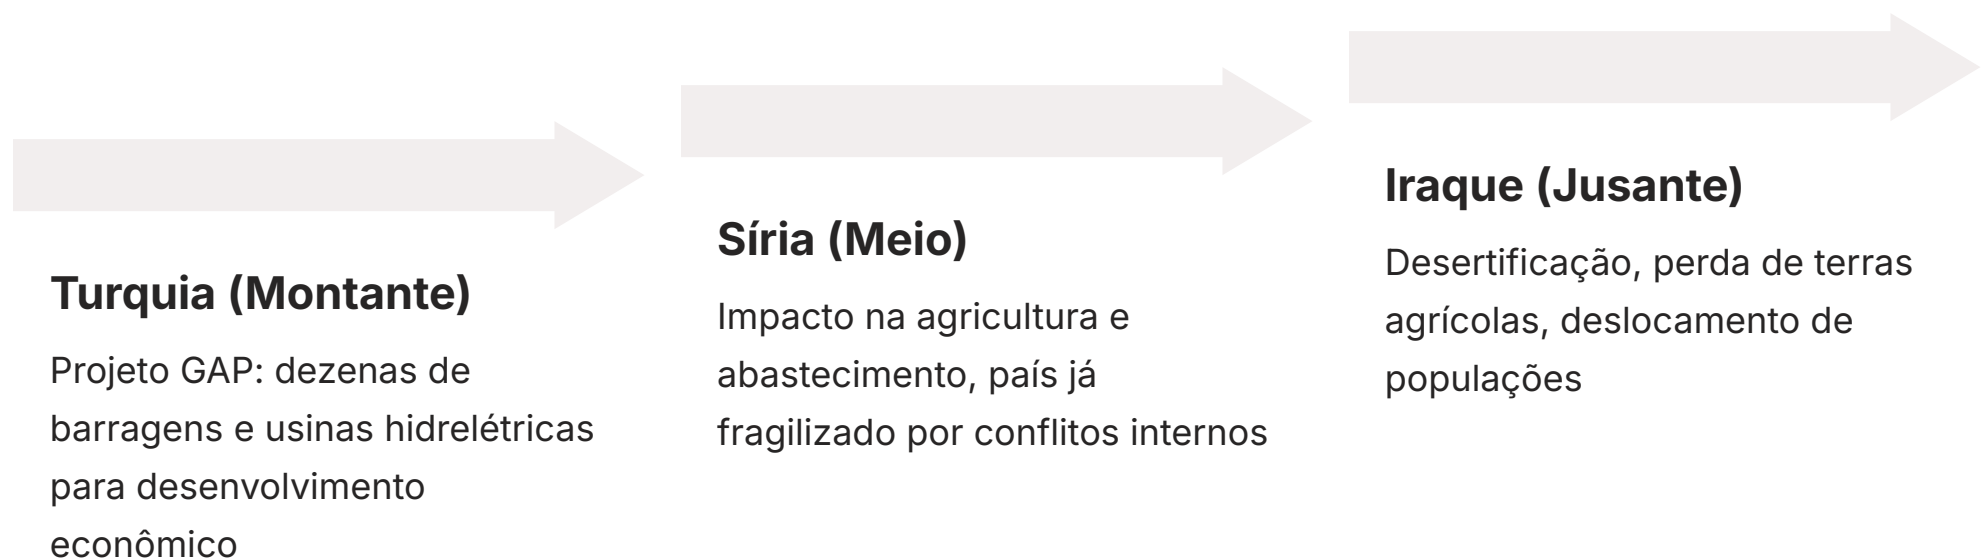 Turquia (Montante)
Projeto GAP: dezenas de
barragens e usinas hidrelétricas
para desenvolvimento
econômico
Síria (Meio)
Impacto na agricultura e
abastecimento, país já
fragilizado por conflitos internos
Iraque (Jusante)
Desertificação, perda de terras
agrícolas, deslocamento de
populações